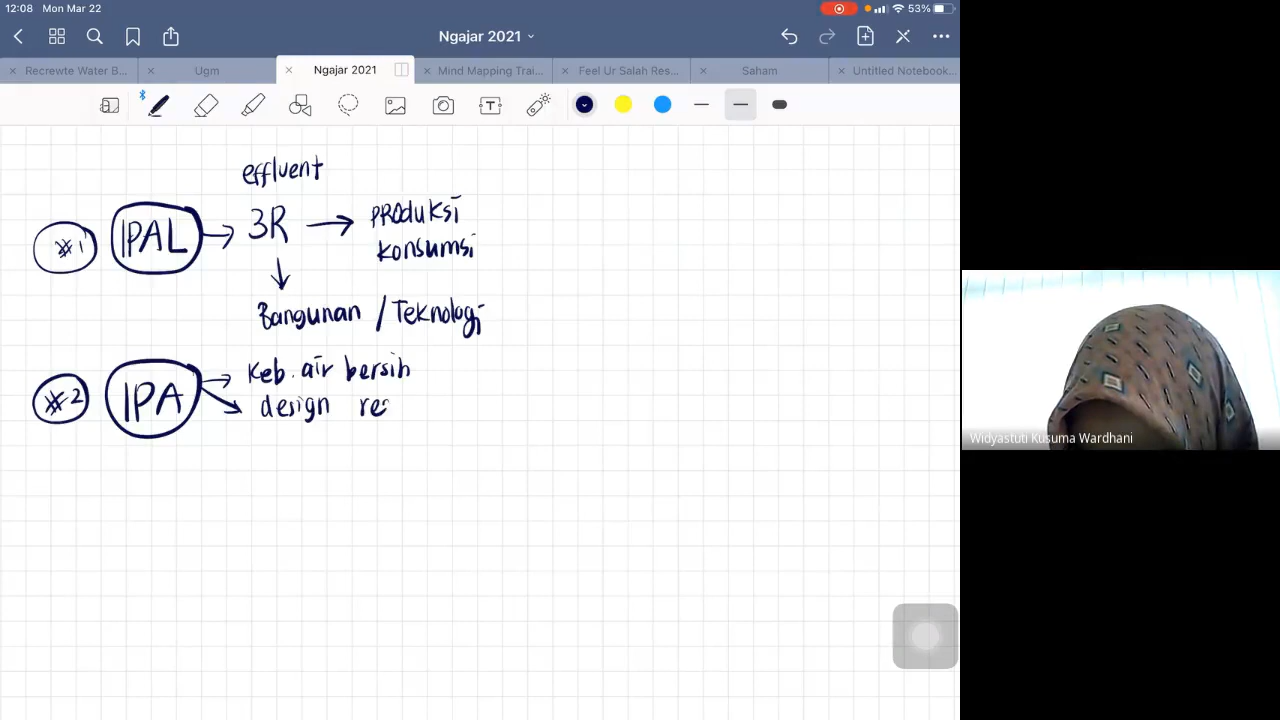 12:08 Mon Mar 22
53%
Ngajar 2021
Recrewte Water B...
Ugm
Ngajar 2021
Mind Mapping Trai...
Feel Ur Salah Res...
Saham
Untitled Notebook...
effluent
#1 IPAL → 3R → PRODUKSI
KONSUMSI
Bangunan / Teknologi
#2 IPA → Keb. air bersih
design res
Widyastuti Kusuma Wardhani